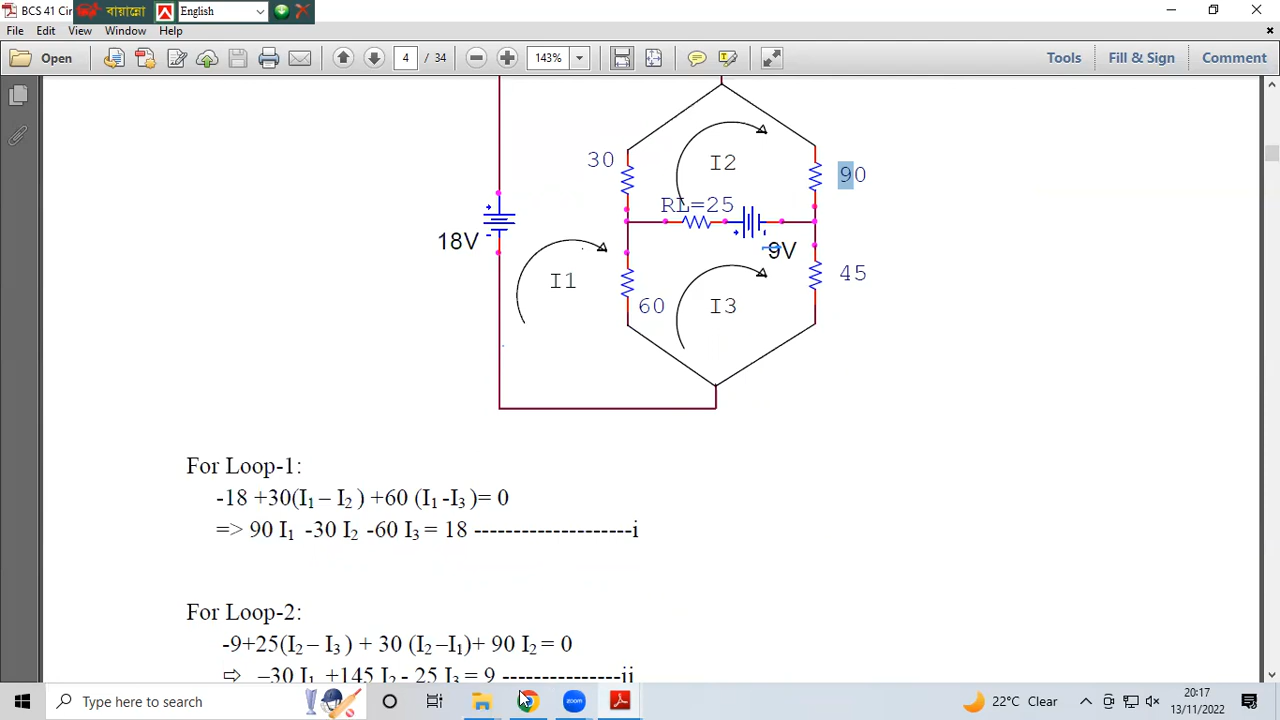 BCS 41 Cir
বায়ান্নো
English
File Edit View Window Help
Open 4 / 34 143% Tools Fill & Sign Comment
30
I2
90
RL=25
18V
9V
I1
45
60
I3
For Loop-1:
-18 +30(I₁ – I₂ ) +60 (I₁ -I₃ )= 0
=> 90 I₁ -30 I₂ -60 I₃ = 18 --------------------i
For Loop-2:
-9+25(I₂ – I₃ ) + 30 (I₂ –I₁)+ 90 I₂ = 0
⇨ –30 I₁ +145 I₂ - 25 I₃ = 9 ---------------ii
Type here to search
zoom
22°C Clear
20:17
13/11/2022
3